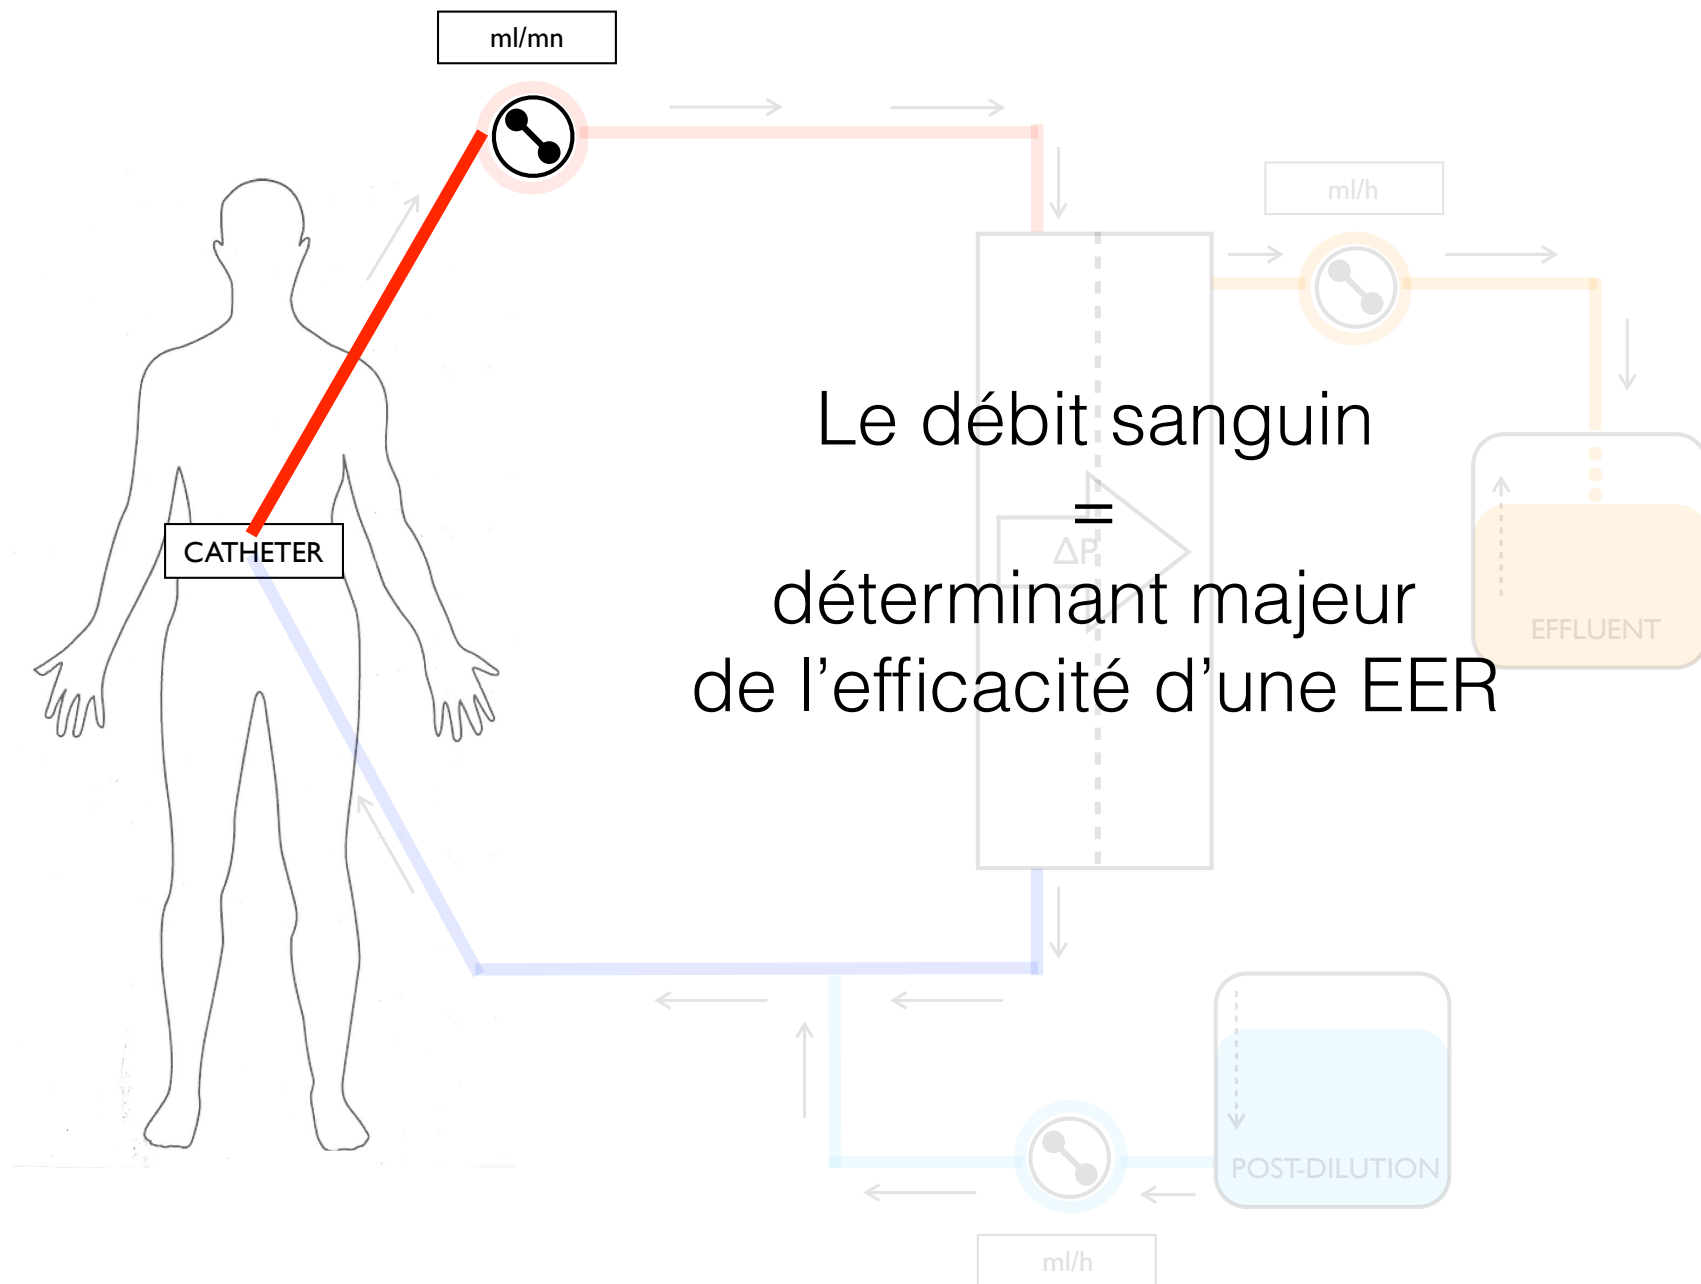 ml/mn
ml/h
CATHETER
Le débit sanguin
=
ΔP
déterminant majeur
de l’efficacité d’une EER
EFFLUENT
POST-DILUTION
ml/h